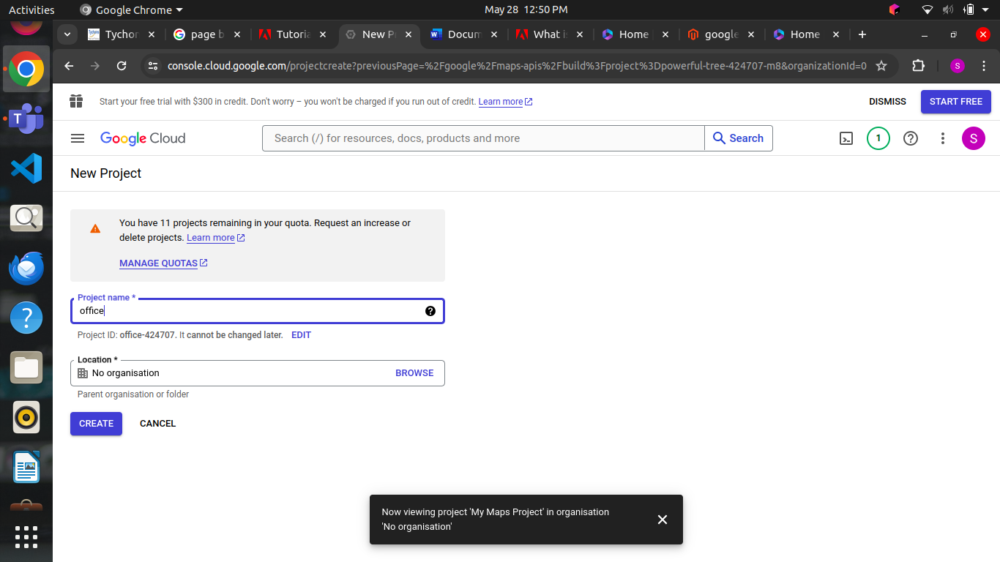 Activities
Google Chrome
May 28 12:50 PM
Tychon
page b
Tutoria
New P
Docum
What is
Home
google
Home
console.cloud.google.com/projectcreate?previousPage=%2Fgoogle%2Fmaps-apis%2Fbuild%3Fproject%3Dpowerful-tree-424707-m8&organizationId=0
S
Start your free trial with $300 in credit. Don't worry – you won't be charged if you run out of credit. Learn more
DISMISS
START FREE
Google Cloud
Search (/) for resources, docs, products and more
Search
1
S
New Project
You have 11 projects remaining in your quota. Request an increase or
delete projects. Learn more
MANAGE QUOTAS
Project name *
office
Project ID: office-424707. It cannot be changed later. EDIT
Location *
No organisation
BROWSE
Parent organisation or folder
CREATE
CANCEL
Now viewing project 'My Maps Project' in organisation
'No organisation'